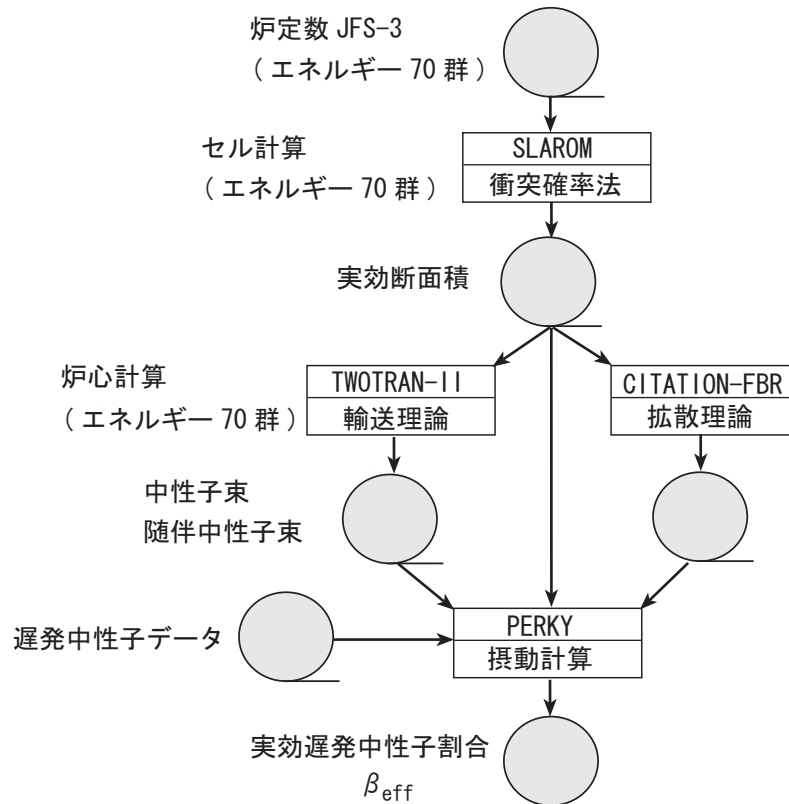 炉定数 JFS-3
( エネルギー 70 群 )
セル計算
( エネルギー 70 群 )
SLAROM
衝突確率法
実効断面積
炉心計算
( エネルギー 70 群 )
TWOTRAN-II
輸送理論
CITATION-FBR
拡散理論
中性子束
随伴中性子束
遅発中性子データ
PERKY
摂動計算
実効遅発中性子割合
βeff